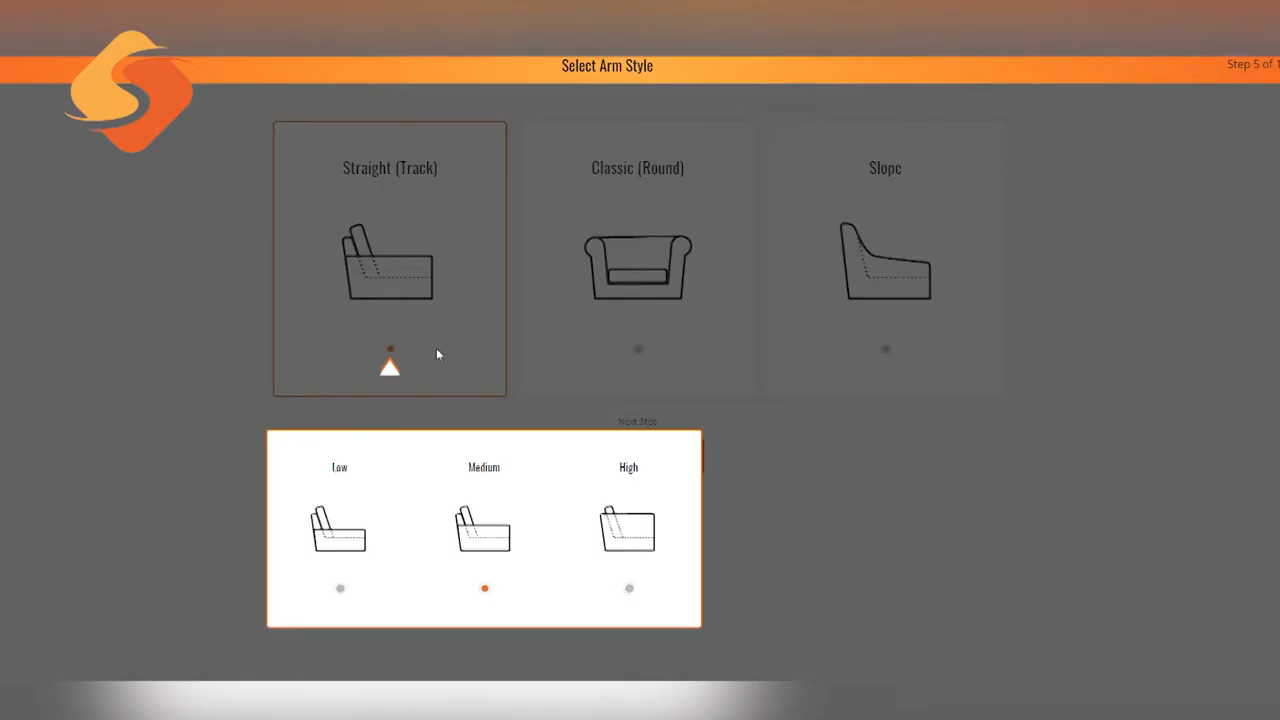 Select Arm Style
Step 5 of 1
Straight (Track)
Classic (Round)
Slope
Next Step
Low
Medium
High